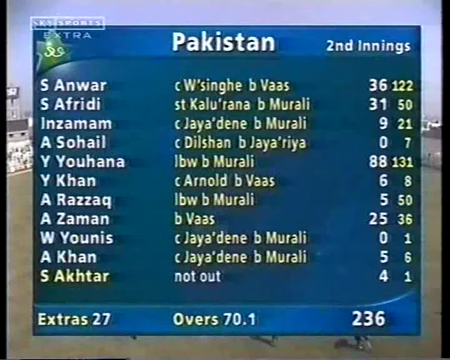 SKY SPORTS
EXTRA
Pakistan 2nd Innings
S Anwar c W'singhe b Vaas 36 122
S Afridi st Kalu'rana b Murali 31 50
Inzamam c Jaya'dene b Murali 9 21
A Sohail c Dilshan b Jaya'riya 0 7
Y Youhana lbw b Murali 88 131
Y Khan c Arnold b Vaas 6 8
A Razzaq lbw b Murali 5 50
A Zaman b Vaas 25 36
W Younis c Jaya'dene b Murali 0 1
A Khan c Jaya'dene b Murali 5 6
S Akhtar not out 4 1
Extras 27 Overs 70.1 236